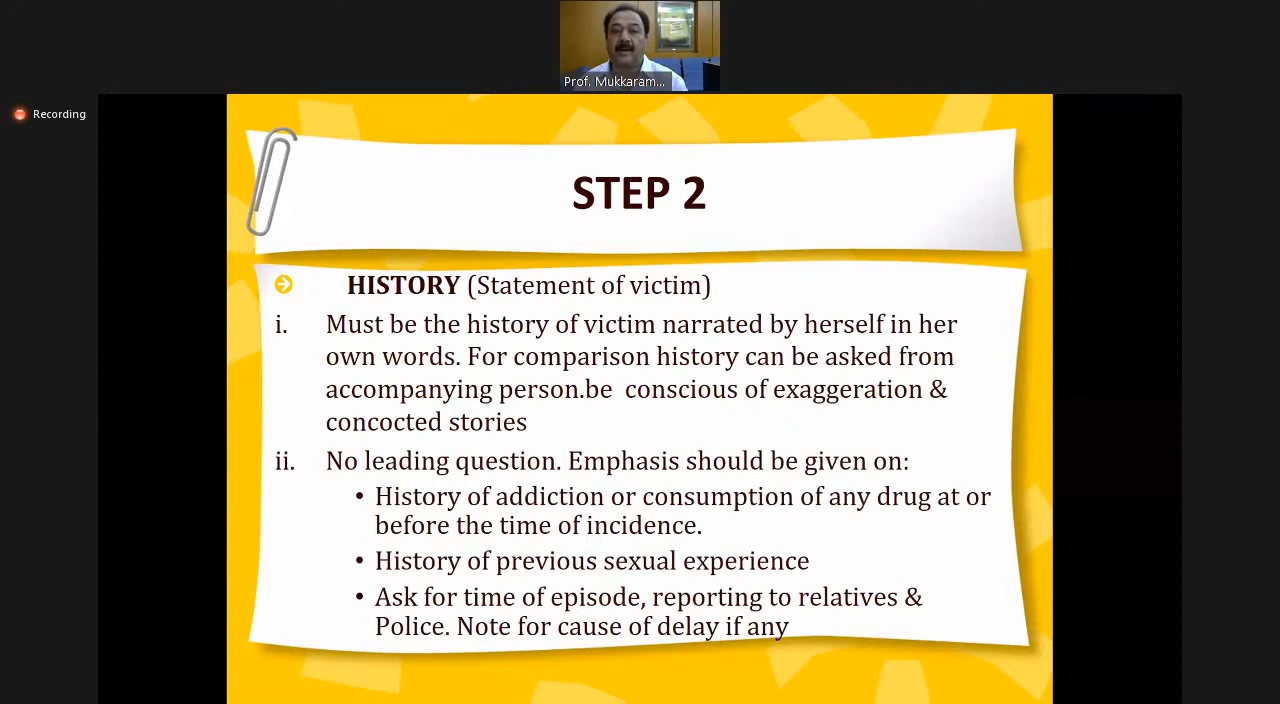 Prof. Mukkaram...
Recording
STEP 2
HISTORY (Statement of victim)
i. Must be the history of victim narrated by herself in her
own words. For comparison history can be asked from
accompanying person.be conscious of exaggeration &
concocted stories
ii. No leading question. Emphasis should be given on:
• History of addiction or consumption of any drug at or
before the time of incidence.
• History of previous sexual experience
• Ask for time of episode, reporting to relatives &
Police. Note for cause of delay if any